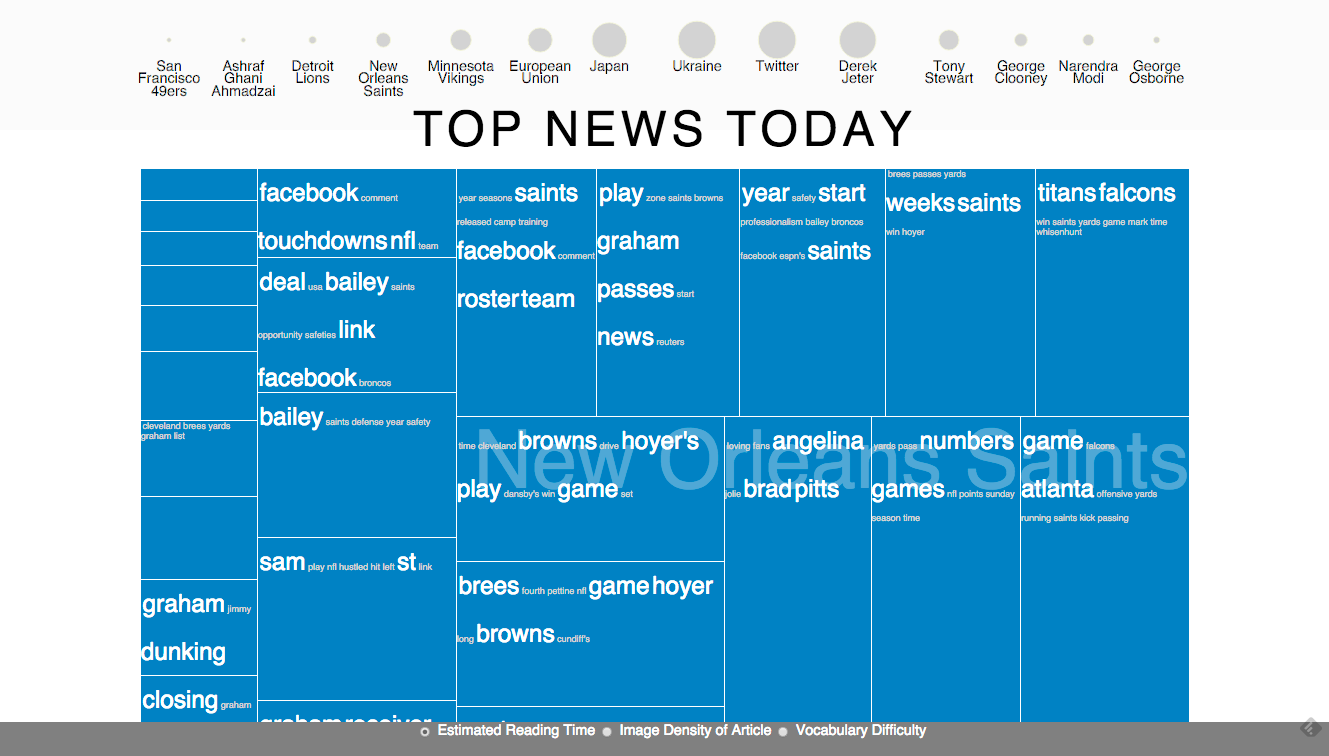 San Francisco 49ers
Ashraf Ghani Ahmadzai
Detroit Lions
New Orleans Saints
Minnesota Vikings
European Union
Japan
Ukraine
Twitter
Derek Jeter
Tony Stewart
George Clooney
Narendra Modi
George Osborne
TOP NEWS TODAY
cleveland brees yards
graham list
graham jimmy
dunking
closing graham
facebook comment
touchdowns nfl team
deal usa bailey saints
opportunity safeties link
facebook broncos
bailey saints defense year safety
sam play nfl hustled hit left st link
graham receiver
year seasons saints
released camp training
facebook comment
roster team
play zone saints browns
graham
passes start
news reuters
year safety start
professionalism bailey broncos
facebook espn's saints
brees passes yards
weeks saints
win hoyer
titans falcons
win saints yards game mark time
whisenhunt
New Orleans Saints
time cleveland browns drive hoyer's
play dansby's win game set
brees fourth pettine nfl game hoyer
long browns cundiff's
loving fans angelina
jolie brad pitts
yards pass numbers
games nfl points sunday
season time
game falcons
atlanta offensive yards
running saints kick passing
Estimated Reading Time Image Density of Article Vocabulary Difficulty